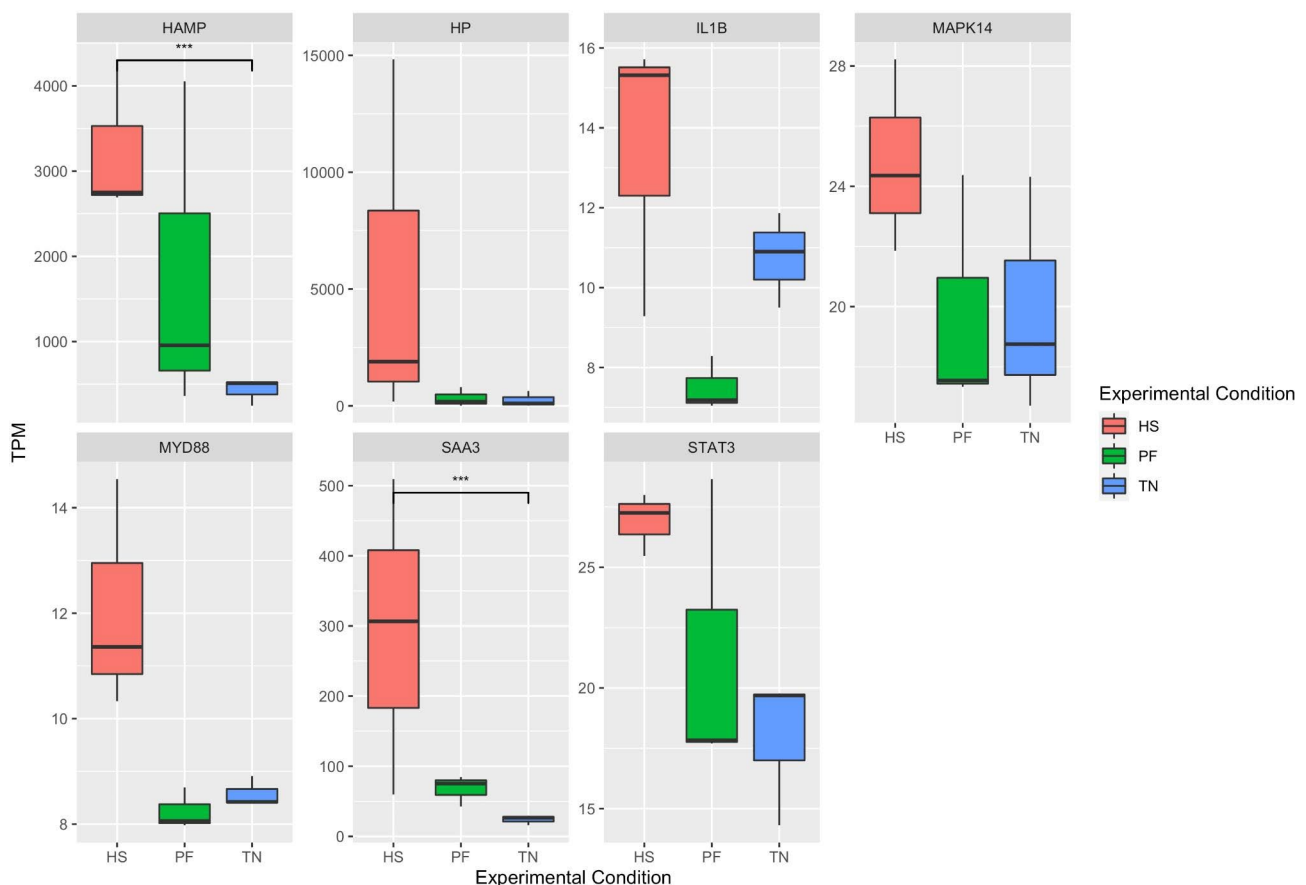 HAMP
HP
IL1B
MAPK14
***
4000
3000
2000
1000
15000
10000
5000
0
16
14
12
10
8
28
24
20
HS PF TN
MYD88
SAA3
STAT3
***
14
12
10
8
500
400
300
200
100
0
25
20
15
HS PF TN
HS PF TN
HS PF TN
TPM
Experimental Condition
Experimental Condition
HS
PF
TN